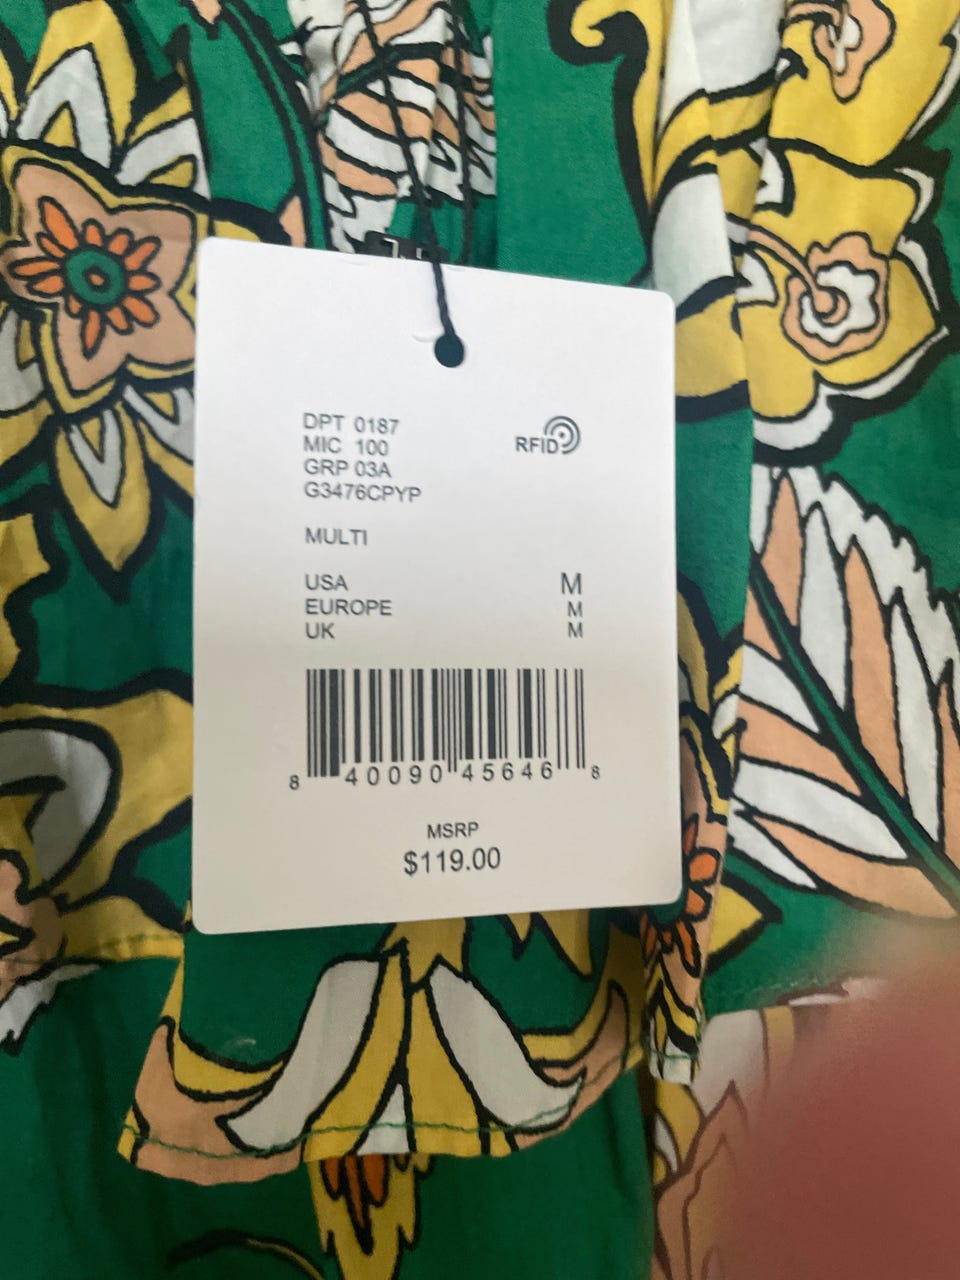 DPT 0187
MIC 100
GRP 03A
G3476CPYP
RFID
MULTI
USA M
EUROPE M
UK M
8 40090 45646 8
MSRP
$119.00